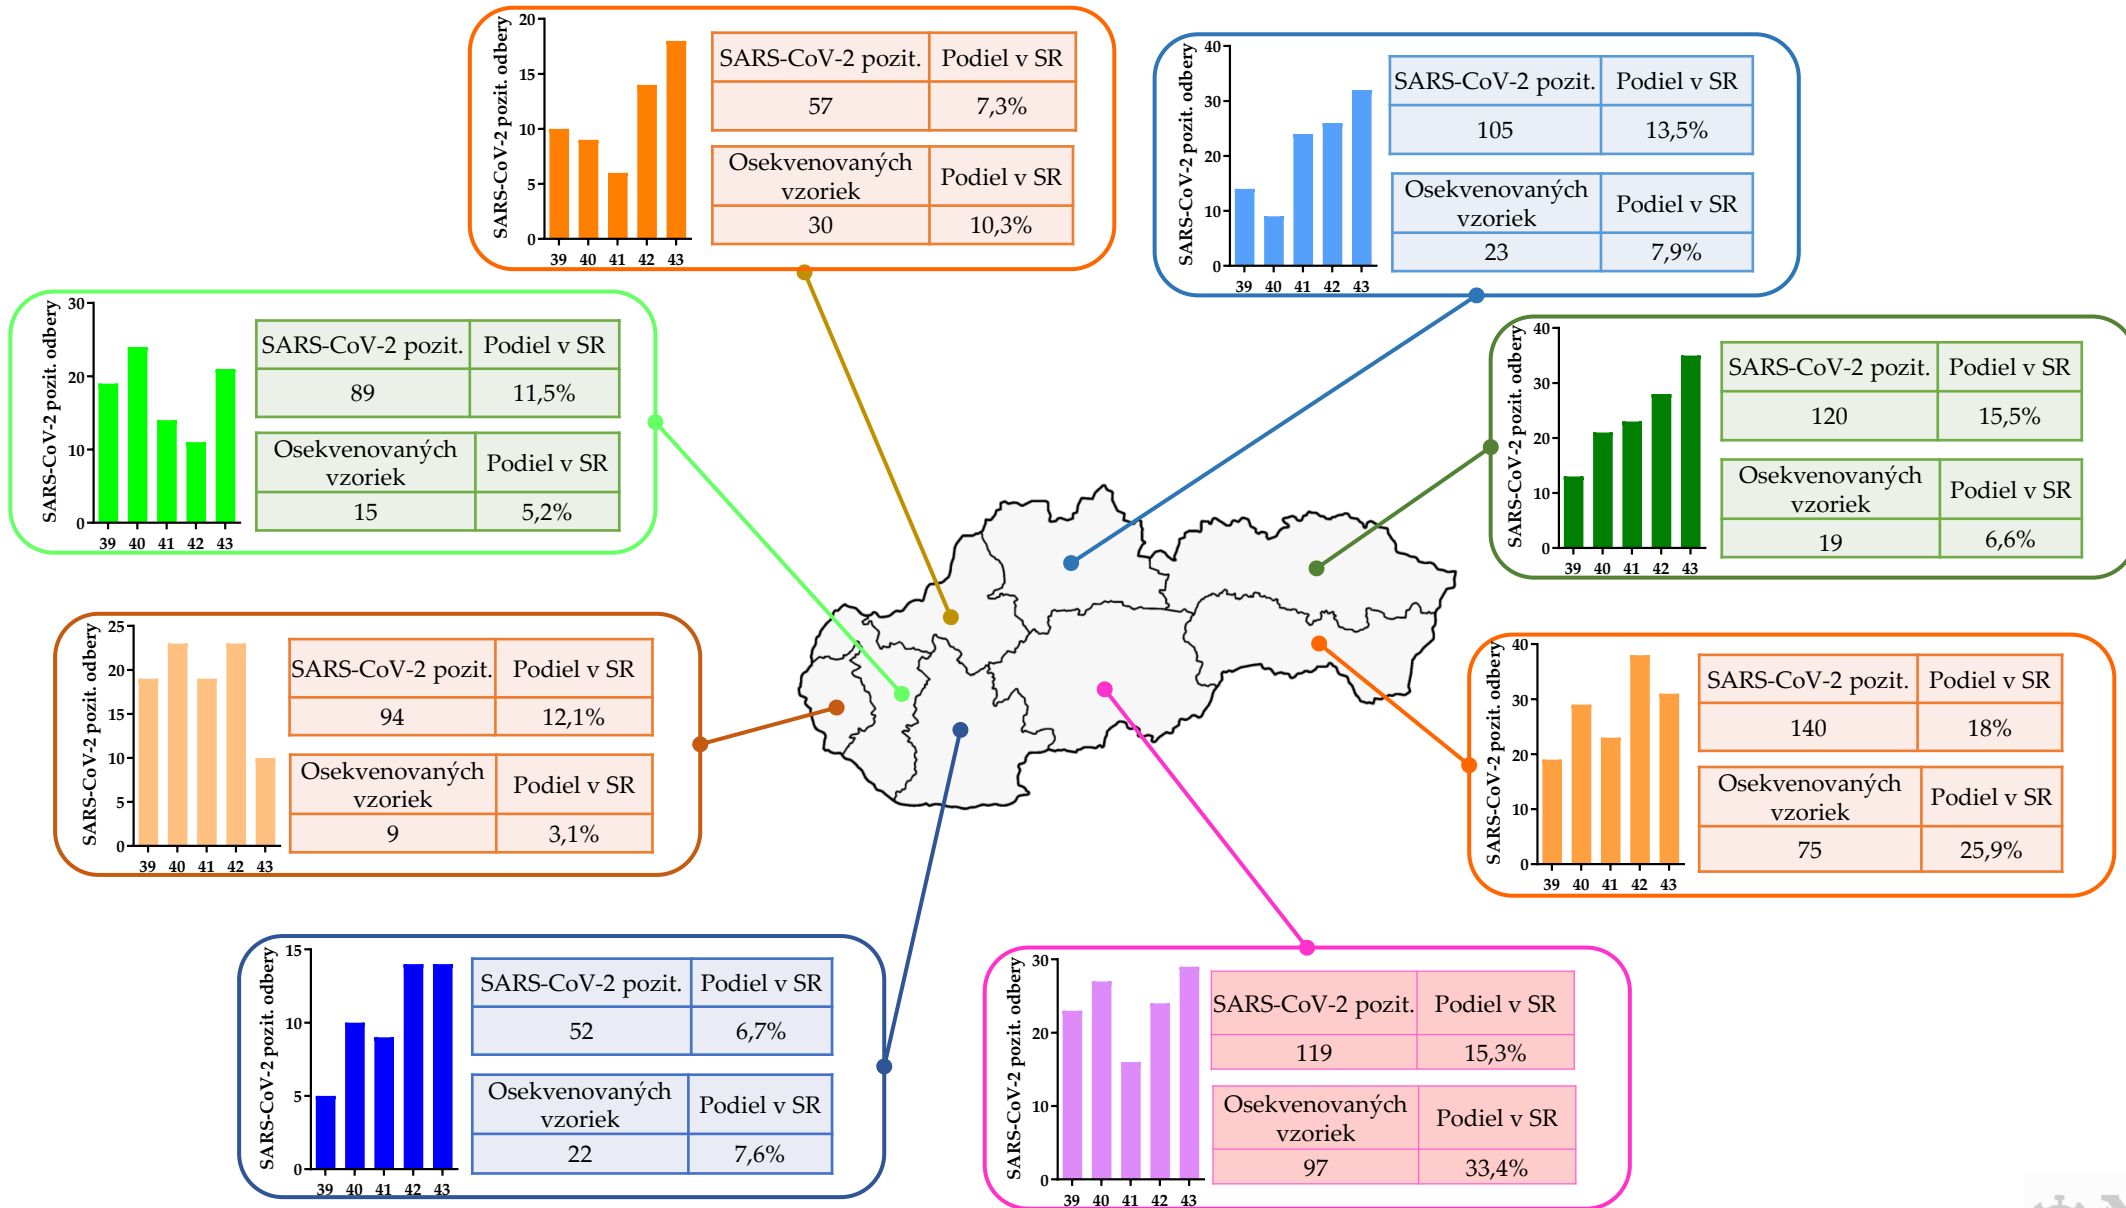 SARS-CoV-2 pozit. odbery
20
15
10
5
0
39 40 41 42 43
SARS-CoV-2 pozit. Podiel v SR
57 7,3%
Osekvenovaných
vzoriek
Podiel v SR
30 10,3%
SARS-CoV-2 pozit. odbery
40
30
20
10
0
39 40 41 42 43
SARS-CoV-2 pozit. Podiel v SR
105 13,5%
Osekvenovaných
vzoriek
Podiel v SR
23 7,9%
SARS-CoV-2 pozit. odbery
30
20
10
0
39 40 41 42 43
SARS-CoV-2 pozit. Podiel v SR
89 11,5%
Osekvenovaných
vzoriek
Podiel v SR
15 5,2%
SARS-CoV-2 pozit. odbery
40
30
20
10
0
39 40 41 42 43
SARS-CoV-2 pozit. Podiel v SR
120 15,5%
Osekvenovaných
vzoriek
Podiel v SR
19 6,6%
SARS-CoV-2 pozit. odbery
25
20
15
10
5
0
39 40 41 42 43
SARS-CoV-2 pozit. Podiel v SR
94 12,1%
Osekvenovaných
vzoriek
Podiel v SR
9 3,1%
SARS-CoV-2 pozit. odbery
40
30
20
10
0
39 40 41 42 43
SARS-CoV-2 pozit. Podiel v SR
140 18%
Osekvenovaných
vzoriek
Podiel v SR
75 25,9%
SARS-CoV-2 pozit. odbery
15
10
5
0
39 40 41 42 43
SARS-CoV-2 pozit. Podiel v SR
52 6,7%
Osekvenovaných
vzoriek
Podiel v SR
22 7,6%
SARS-CoV-2 pozit. odbery
30
20
10
0
39 40 41 42 43
SARS-CoV-2 pozit. Podiel v SR
119 15,3%
Osekvenovaných
vzoriek
Podiel v SR
97 33,4%